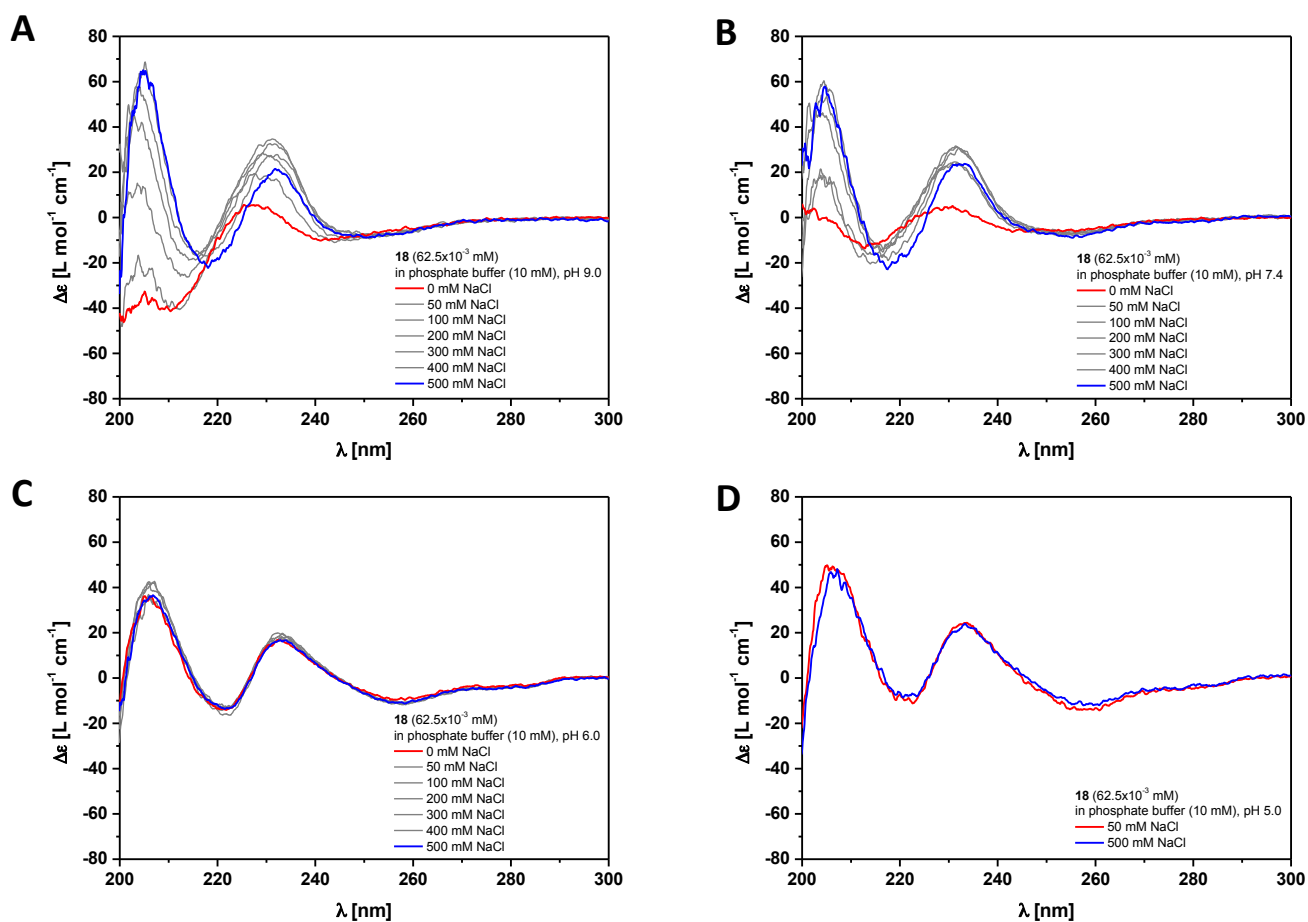 A
80
60
40
20
0
-20
-40
-60
-80
200
220
240
260
280
300
Δε [L mol⁻¹ cm⁻¹]
λ [nm]
18 (62.5x10⁻³ mM)
in phosphate buffer (10 mM), pH 9.0
0 mM NaCl
50 mM NaCl
100 mM NaCl
200 mM NaCl
300 mM NaCl
400 mM NaCl
500 mM NaCl
B
80
60
40
20
0
-20
-40
-60
-80
200
220
240
260
280
300
Δε [L mol⁻¹ cm⁻¹]
λ [nm]
18 (62.5x10⁻³ mM)
in phosphate buffer (10 mM), pH 7.4
0 mM NaCl
50 mM NaCl
100 mM NaCl
200 mM NaCl
300 mM NaCl
400 mM NaCl
500 mM NaCl
C
80
60
40
20
0
-20
-40
-60
-80
200
220
240
260
280
300
Δε [L mol⁻¹ cm⁻¹]
λ [nm]
18 (62.5x10⁻³ mM)
in phosphate buffer (10 mM), pH 6.0
0 mM NaCl
50 mM NaCl
100 mM NaCl
200 mM NaCl
300 mM NaCl
400 mM NaCl
500 mM NaCl
D
80
60
40
20
0
-20
-40
-60
-80
200
220
240
260
280
300
Δε [L mol⁻¹ cm⁻¹]
λ [nm]
18 (62.5x10⁻³ mM)
in phosphate buffer (10 mM), pH 5.0
50 mM NaCl
500 mM NaCl